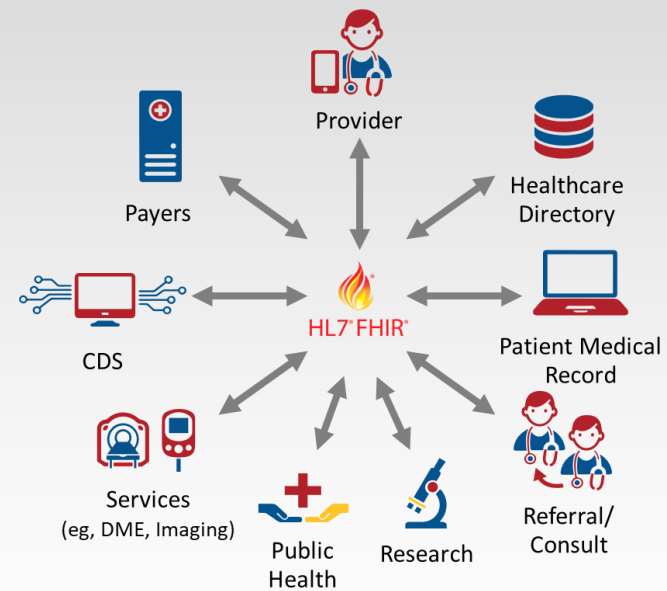 Provider
Payers
Healthcare
Directory
HL7® FHIR®
CDS
Patient Medical
Record
Services
(eg, DME, Imaging)
Public
Health
Research
Referral/
Consult